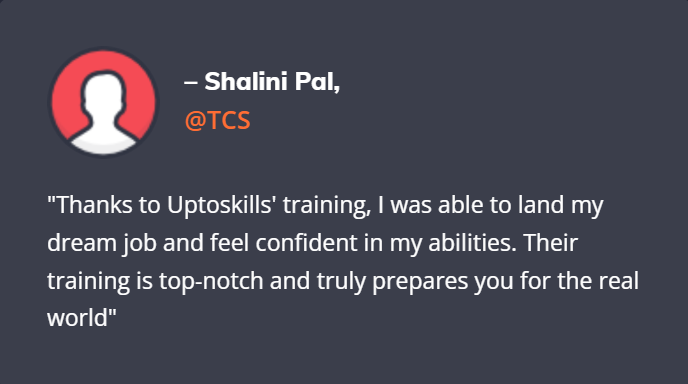 – Shalini Pal,
@TCS
"Thanks to Uptoskills' training, I was able to land my
dream job and feel confident in my abilities. Their
training is top-notch and truly prepares you for the real
world"